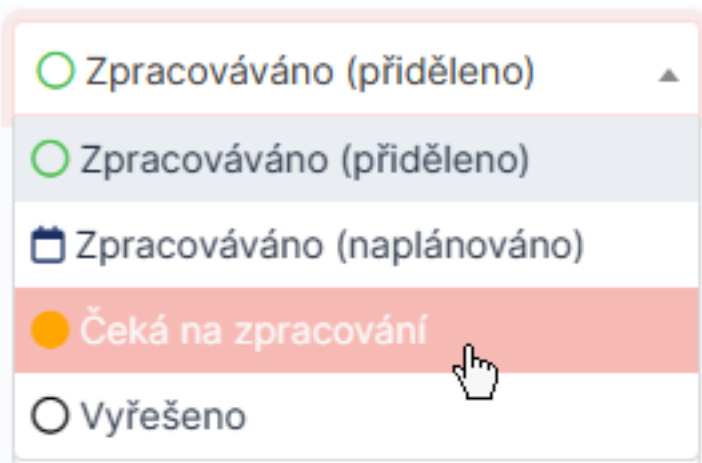 Zpracováváno (přiděleno)
Zpracováváno (přiděleno)
Zpracováváno (naplánováno)
Čeká na zpracování
Vyřešeno